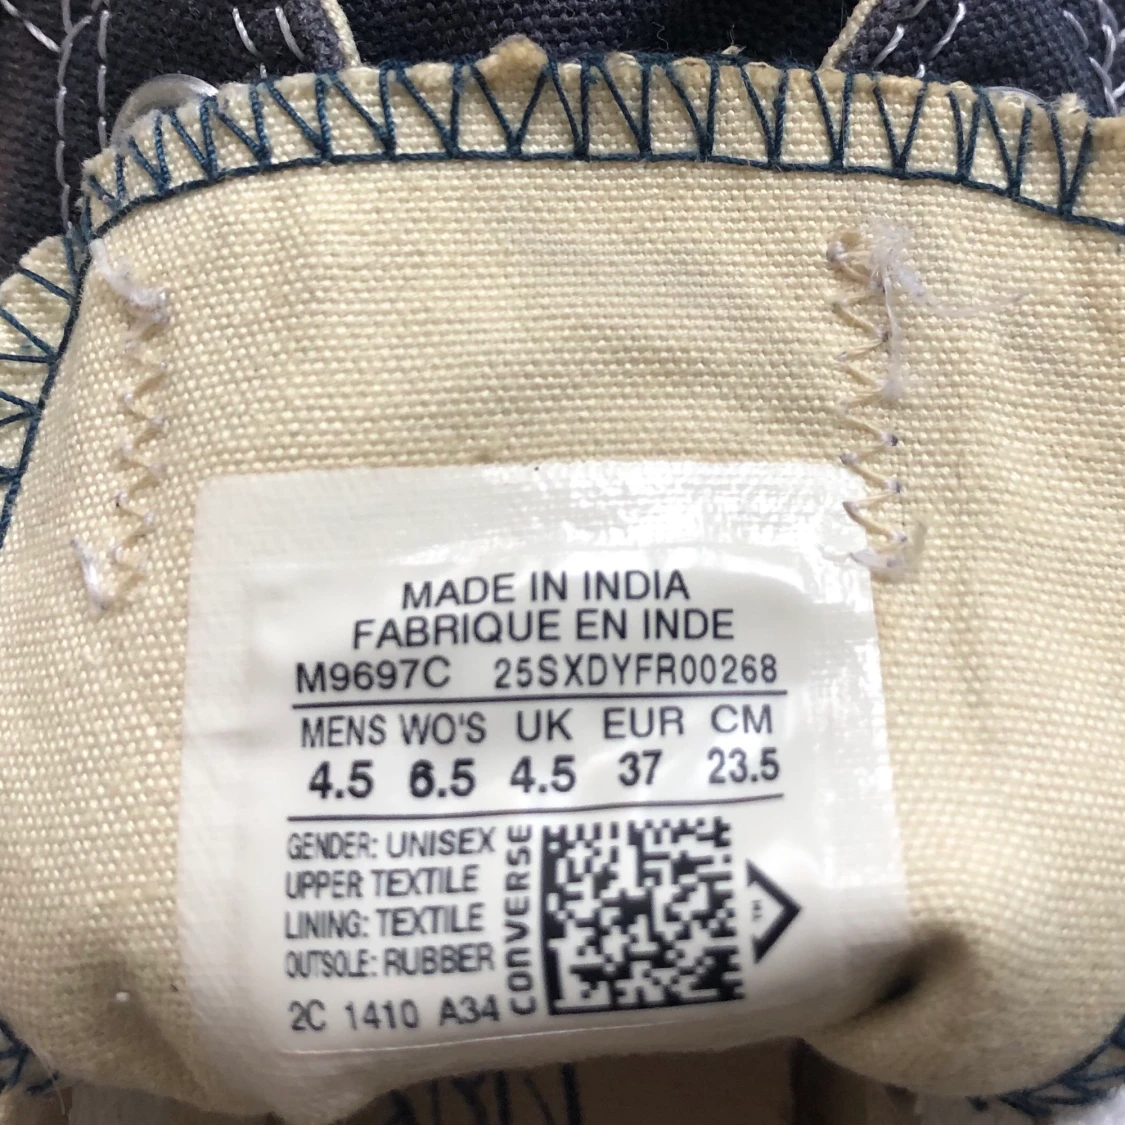 MADE IN INDIA
FABRIQUE EN INDE
M9697C 25SXDYFR00268
MENS WO'S UK EUR CM
4.5 6.5 4.5 37 23.5
GENDER: UNISEX
UPPER TEXTILE
LINING: TEXTILE
OUTSOLE: RUBBER
2C 1410 A34
CONVERSE